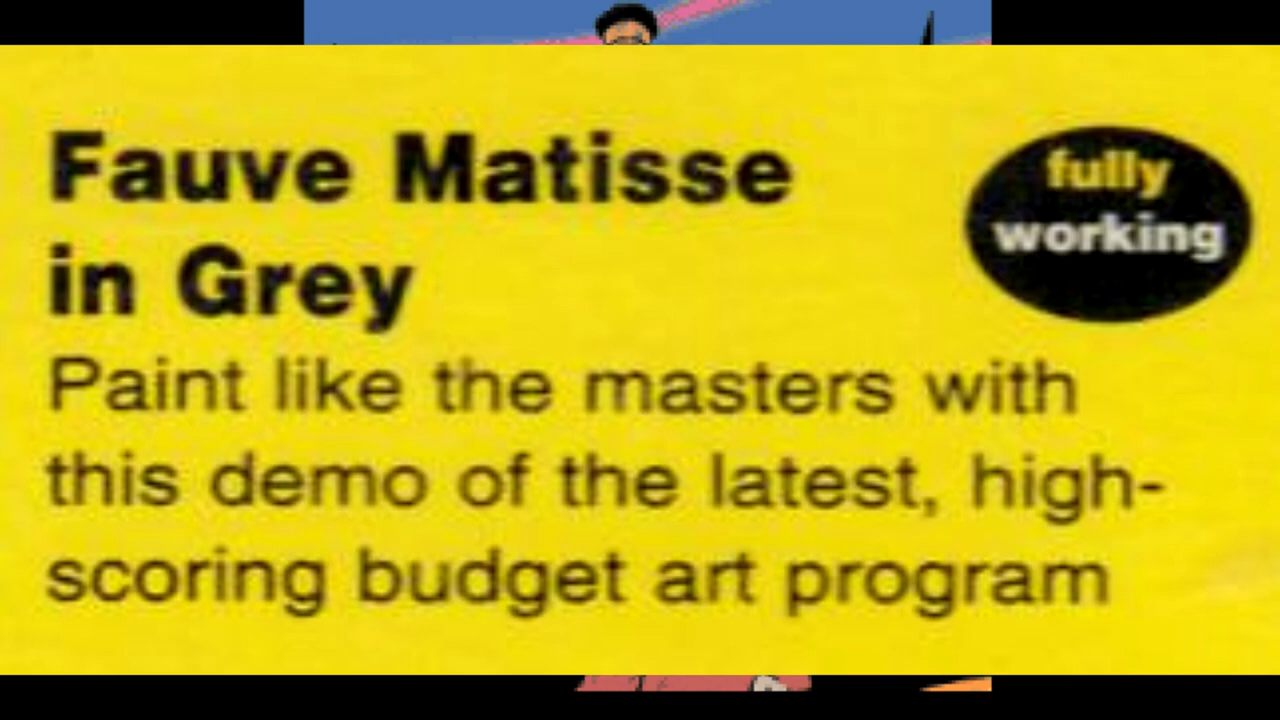 Fauve Matisse
in Grey
fully
working
Paint like the masters with
this demo of the latest, high-
scoring budget art program